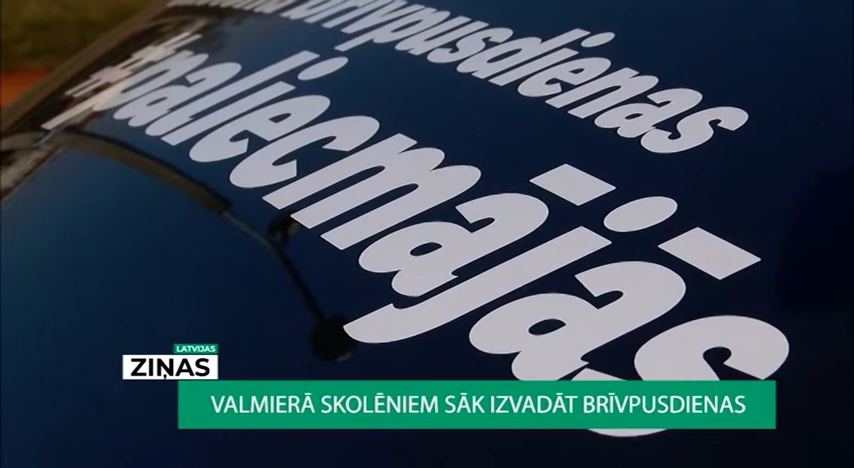 brīvpusdienas
#paliecmājās
LATVIJAS
ZIŅAS
VALMIERĀ SKOLĒNIEM SĀK IZVADĀT BRĪVPUSDIENAS